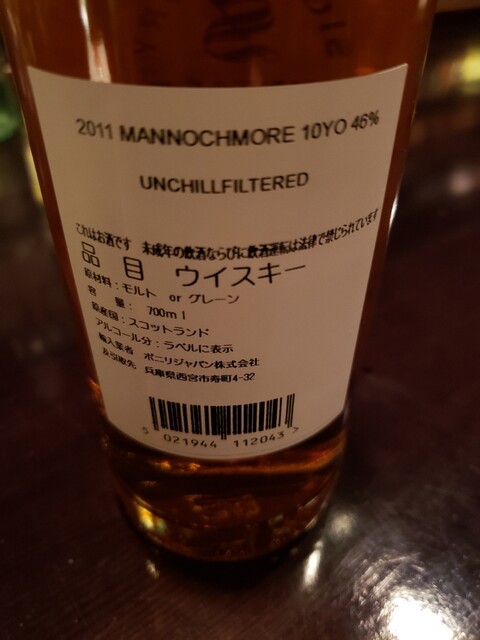 2011 MANNOCHMORE 10YO 46%
UNCHILLFILTERED
これはお酒です 未成年の飲酒ならびに飲酒運転は法律で禁じられています
品 目 ウイスキー
原材料:モルト or グレーン
容 量: 700ml
原産国:スコットランド
アルコール分:ラベルに表示
輸入業者 ボニリジャパン株式会社
及引取先 兵庫県西宮市寿町4-32
5 021944 112043 >